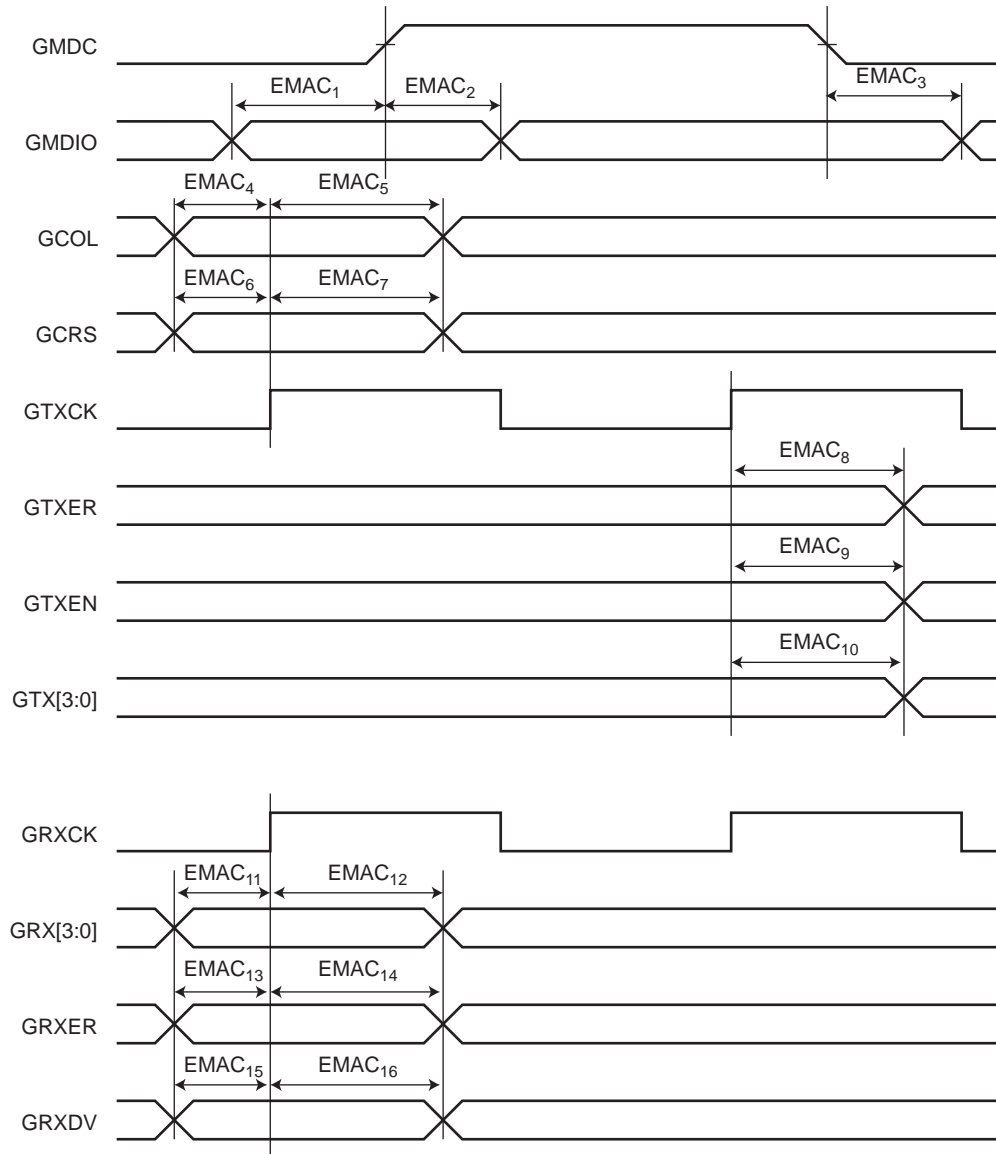 GMDC
EMAC1 EMAC2 EMAC3
GMDIO
EMAC4 EMAC5
GCOL
EMAC6 EMAC7
GCRS
GTXCK
EMAC8
GTXER
EMAC9
GTXEN
EMAC10
GTX[3:0]
GRXCK
EMAC11 EMAC12
GRX[3:0]
EMAC13 EMAC14
GRXER
EMAC15 EMAC16
GRXDV